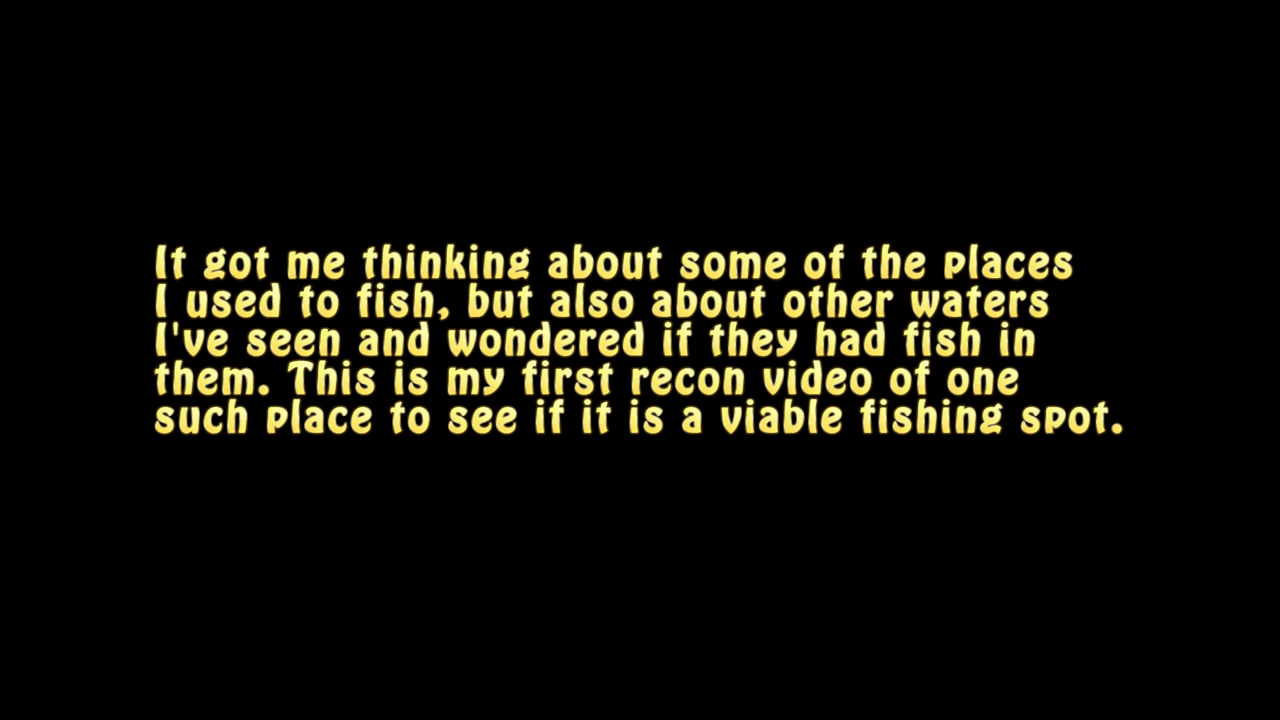 It got me thinking about some of the places
I used to fish, but also about other waters
I've seen and wondered if they had fish in
them. This is my first recon video of one
such place to see if it is a viable fishing spot.